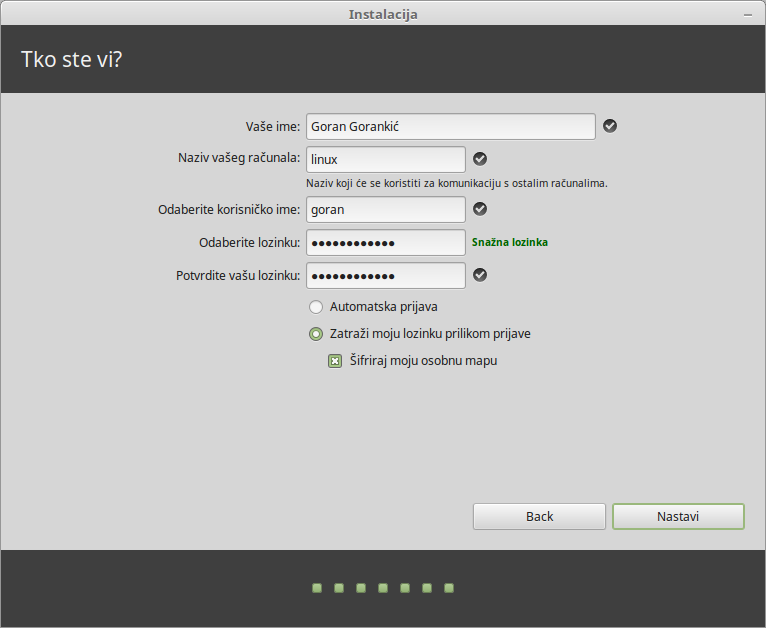 Instalacija
Tko ste vi?
Vaše ime: Goran Gorankić
Naziv vašeg računala: linux
Naziv koji će se koristiti za komunikaciju s ostalim računalima.
Odaberite korisničko ime: goran
Odaberite lozinku: ●●●●●●●●●●●● Snažna lozinka
Potvrdite vašu lozinku: ●●●●●●●●●●●●
Automatska prijava
Zatraži moju lozinku prilikom prijave
Šifriraj moju osobnu mapu
Back Nastavi